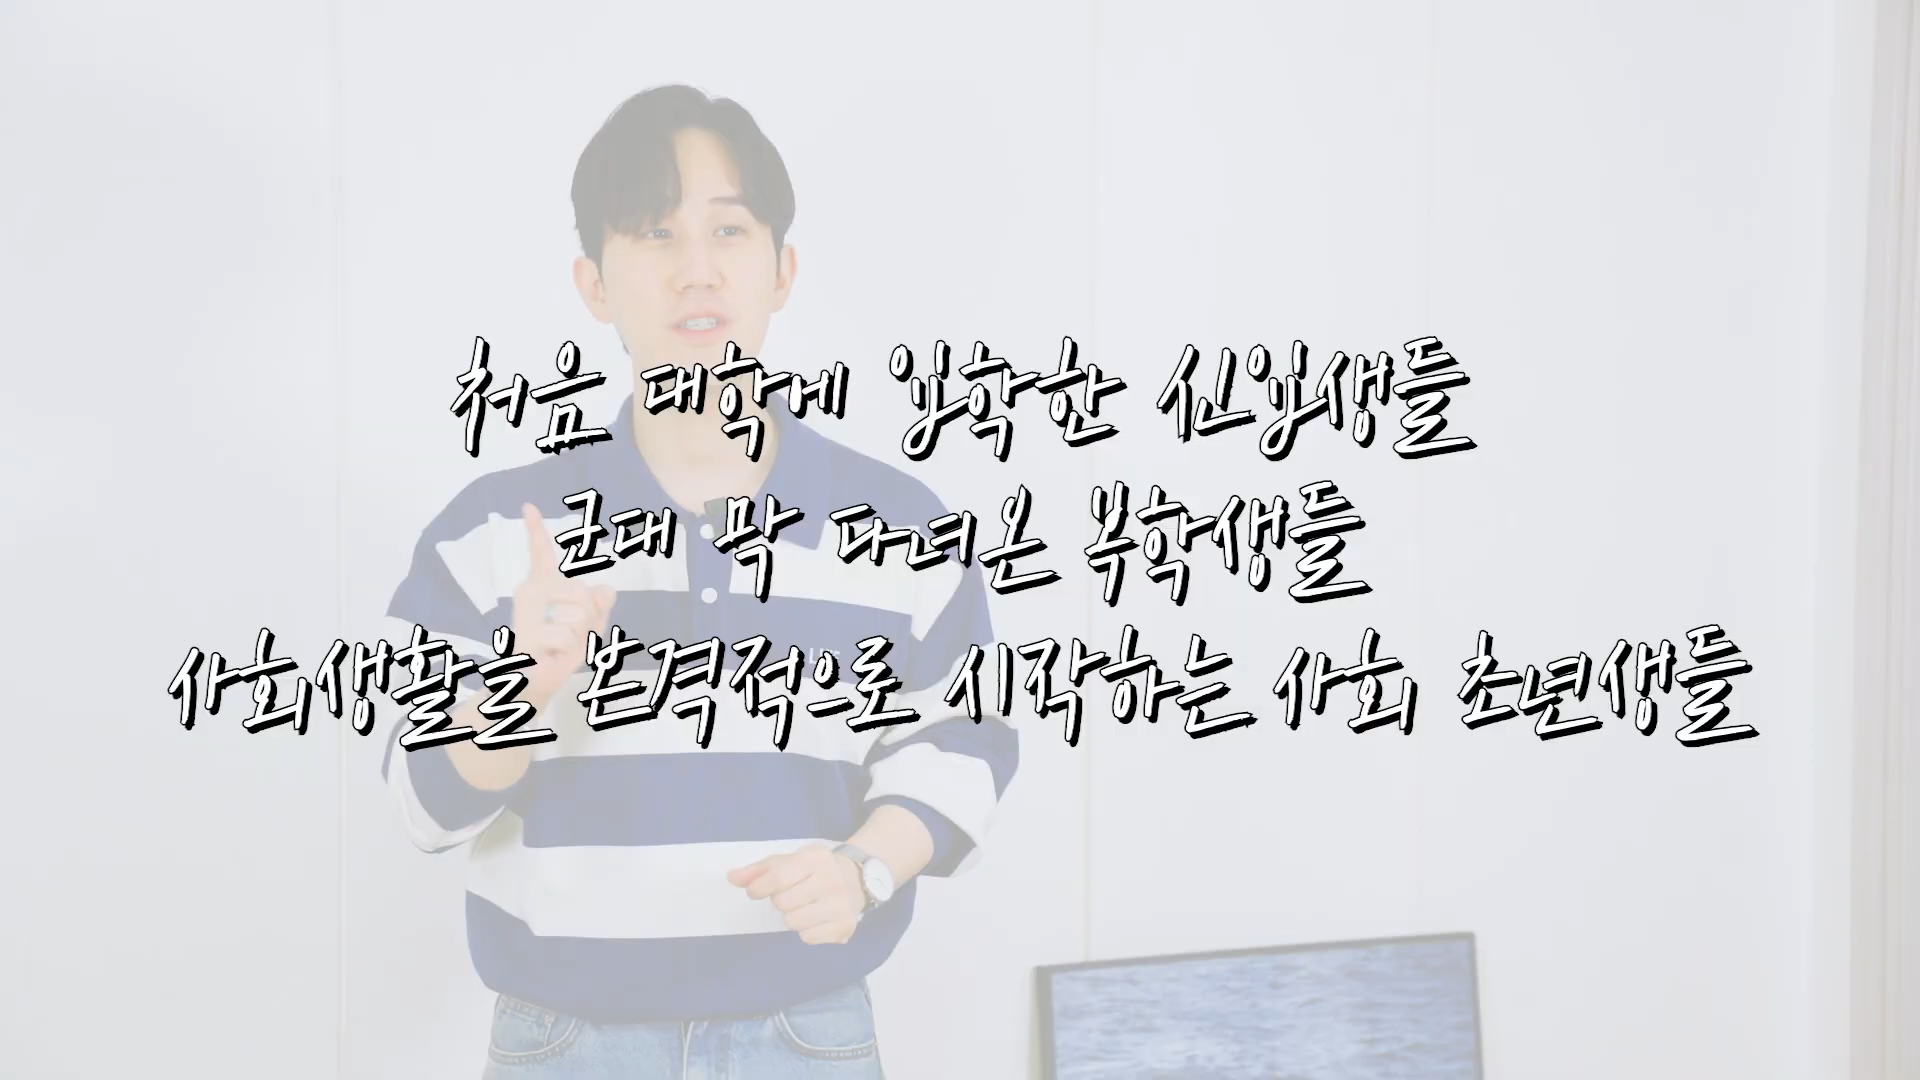 처음 대학에 입학한 신입생들
군대 막 다녀온 복학생들
사회생활을 본격적으로 시작하는 사회 초년생들